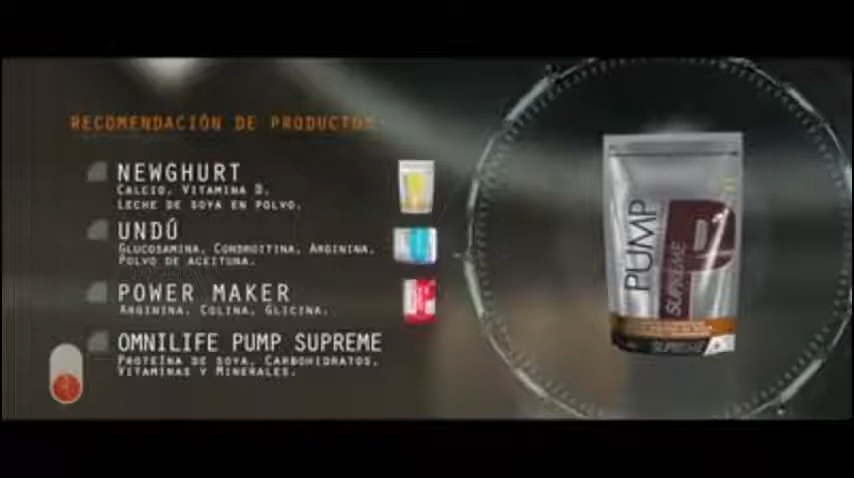 RECOMENDACIÓN DE PRODUCTOS
NEWGHURT
CALCIO, VITAMINA D,
LECHE DE SOYA EN POLVO.
UNDÚ
GLUCOSAMINA, CONDROITINA, ARGININA,
POLVO DE ACEITUNA.
POWER MAKER
ARGININA, COLINA, GLICINA.
OMNILIFE PUMP SUPREME
PROTEÍNA DE SOYA, CARBOHIDRATOS,
VITAMINAS Y MINERALES.
PUMP
SUPREME
SUPREME